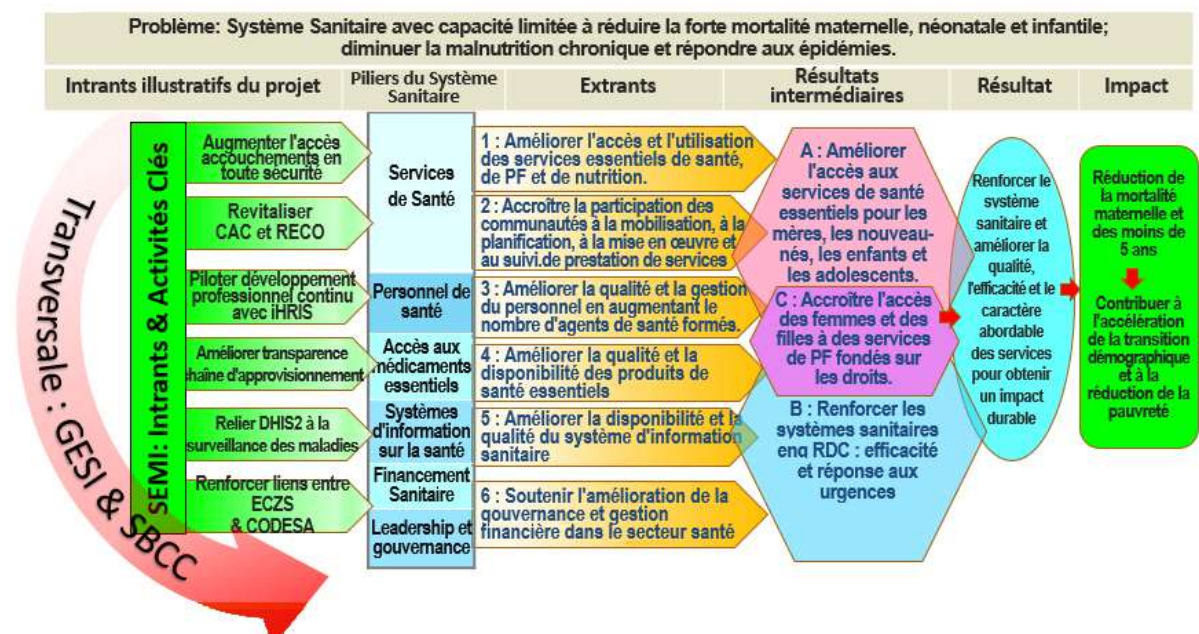 Problème: Système Sanitaire avec capacité limitée à réduire la forte mortalité maternelle, néonatale et infantile;
diminuer la malnutrition chronique et répondre aux épidémies.
Intrants illustratifs du projet
Piliers du Système
Sanitaire
Extrants
Résultats
intermédiaires
Résultat
Impact
Transversale : GESI & SBCC
SEMI: Intrants & Activités Clés
Augmenter l'accès
accouchements en
toute sécurité
Revitaliser
CAC et RECO
Piloter développement
professionnel continu
avec iHRIS
Améliorer transparence
chaîne d'approvisionnement
Relier DHIS2 à la
surveillance des maladies
Renforcer liens entre
ECZS
& CODESA
Services
de Santé
Personnel de
santé
Accès aux
médicaments
essentiels
Systèmes
d'information
sur la santé
Financement
Sanitaire
Leadership et
gouvernance
1 : Améliorer l'accès et l'utilisation
des services essentiels de santé,
de PF et de nutrition.
2 : Accroître la participation des
communautés à la mobilisation, à la
planification, à la mise en œuvre et
au suivi.de prestation de services
3 : Améliorer la qualité et la gestion
du personnel en augmentant le
nombre d'agents de santé formés.
4 : Améliorer la qualité et la
disponibilité des produits de
santé essentiels
5 : Améliorer la disponibilité et la
qualité du système d'information
sanitaire
6 : Soutenir l'amélioration de la
gouvernance et gestion
financière dans le secteur santé
A : Améliorer
l'accès aux
services de santé
essentiels pour les
mères, les nouveau-
nés, les enfants et
les adolescents.
C : Accroître l'accès
des femmes et des
filles à des services
de PF fondés sur
les droits.
B : Renforcer les
systèmes sanitaires
enq RDC : efficacité
et réponse aux
urgences
Renforcer le
système
sanitaire et
améliorer la
qualité,
l'efficacité et le
caractère
abordable
des services
pour obtenir
un impact
durable
Réduction de
la mortalité
maternelle et
des moins de
5 ans
Contribuer à
l'accélération
de la transition
démographique
et à la
réduction de la
pauvreté